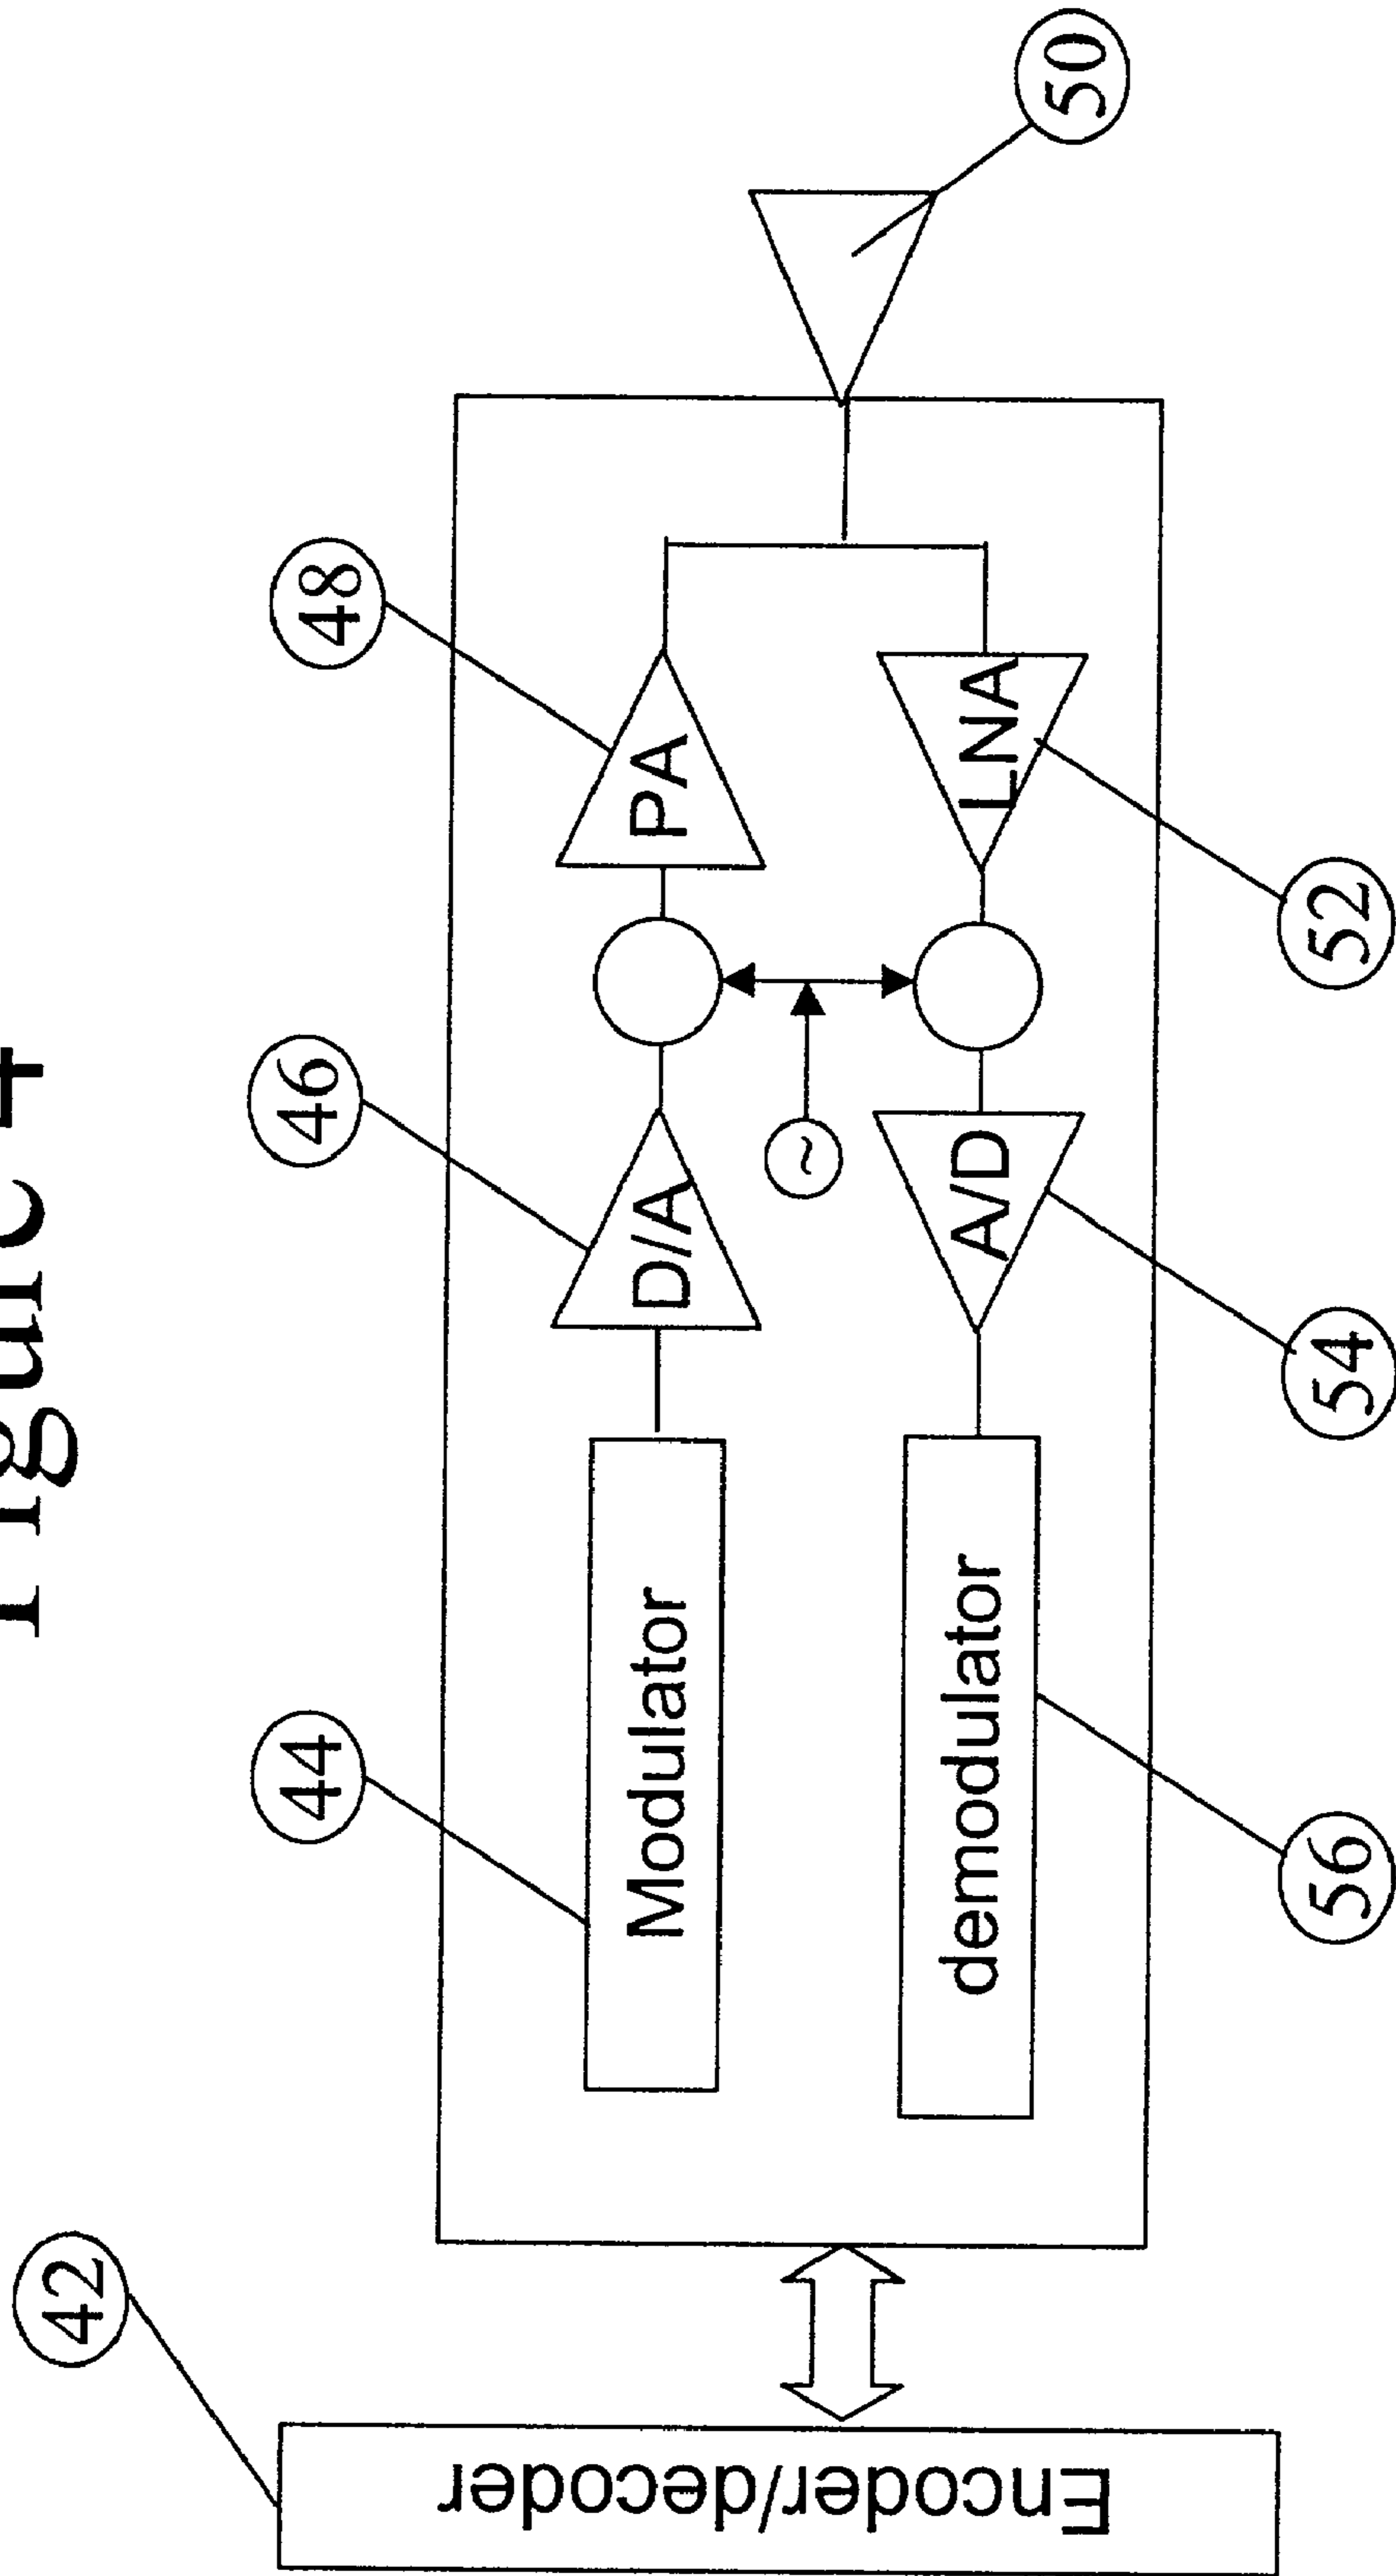 Figure 4
42
44
46
48
50
Encoder/decoder
Modulator
D/A
PA
~
demodulator
A/D
LNA
56
54
52